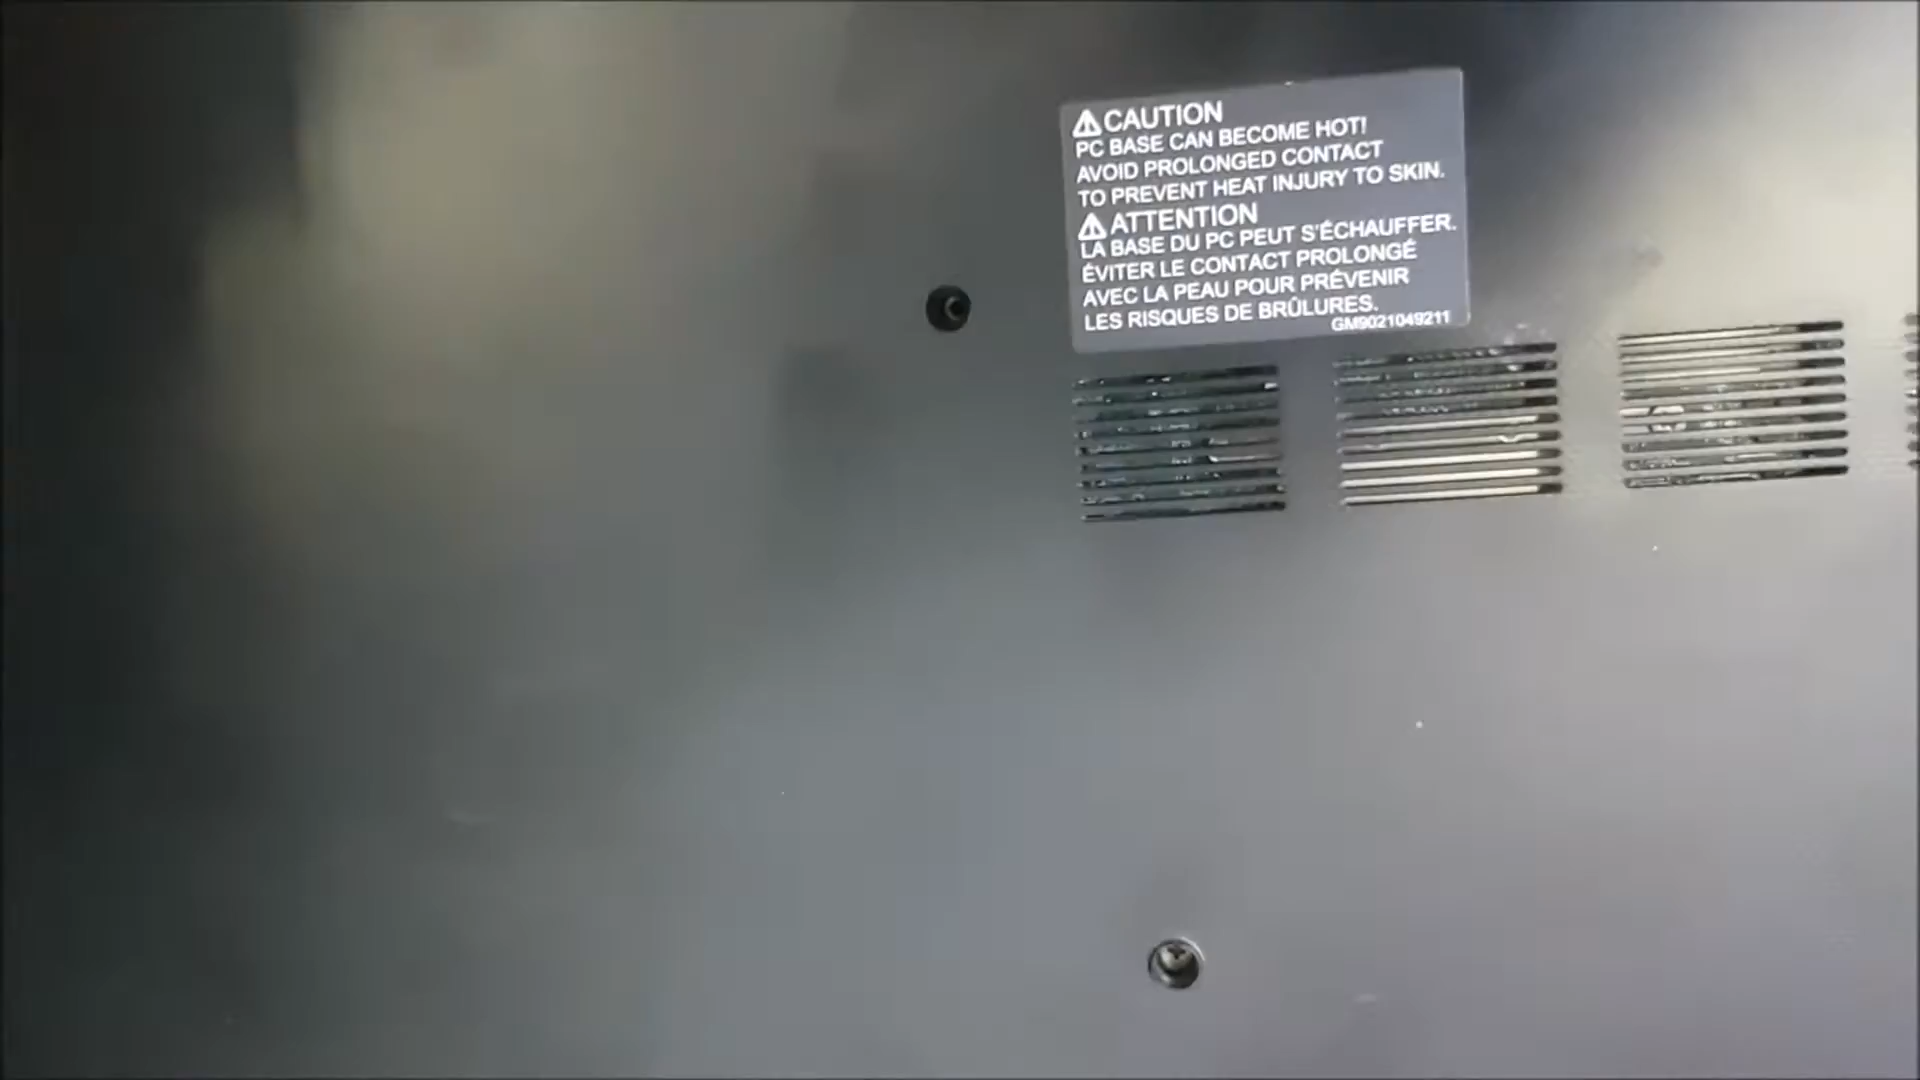 ⚠CAUTION
PC BASE CAN BECOME HOT!
AVOID PROLONGED CONTACT
TO PREVENT HEAT INJURY TO SKIN.
⚠ATTENTION
LA BASE DU PC PEUT S'ÉCHAUFFER.
ÉVITER LE CONTACT PROLONGÉ
AVEC LA PEAU POUR PRÉVENIR
LES RISQUES DE BRÛLURES.
GM9021049211